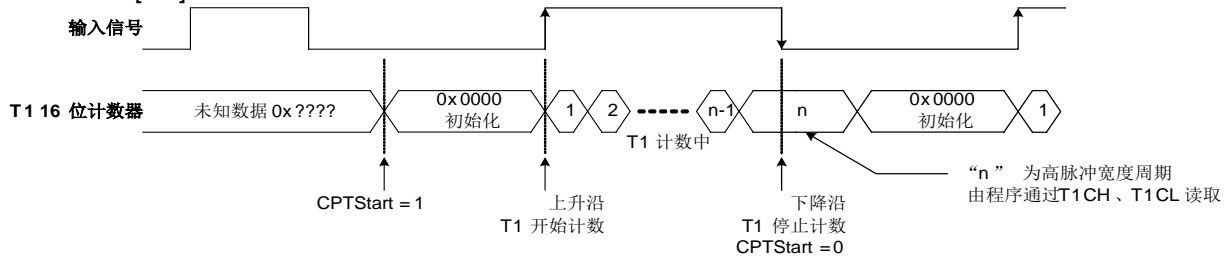 输入信号
T1 16 位计数器
未知数据 0x????
0x0000
初始化
1
2
n-1
n
0x0000
初始化
1
T1 计数中
“n ” 为高脉冲宽度周期
由程序通过T1CH 、T1CL 读取
CPTStart = 1
上升沿
T1 开始计数
下降沿
T1 停止计数
CPTStart =0